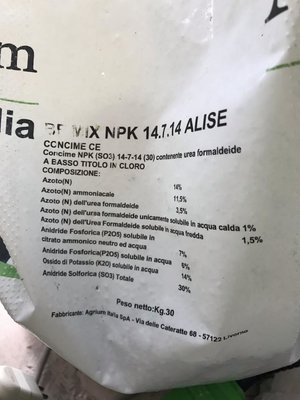 m
lia BE MIX NPK 14.7.14 ALISE
CONCIME CE
Concime NPK (SO3) 14-7-14 (30) contenente urea formaldeide
A BASSO TITOLO IN CLORO
COMPOSIZIONE:
Azoto(N) 14%
Azoto(N) ammoniacale 11,5%
Azoto (N) dell'urea formaldeide 2,5%
Azoto (N) dell'urea formaldeide unicamente solubile in acqua calda 1%
Azoto (N) dell'Urea Formaldeide solubile in acqua fredda 1,5%
Anidride Fosforica (P2O5) solubile in
citrato ammonico neutro ed acqua 7%
Anidride Fosforica(P2O5) solubile in acqua 6%
Ossido di Potassio (K2O) solubile in acqua 14%
Anidride Solforica (SO3) Totale 30%
Peso netto:Kg.30
Fabbricante: Agrium Italia SpA - Via delle Cateratte 68 - 57122 Livorno